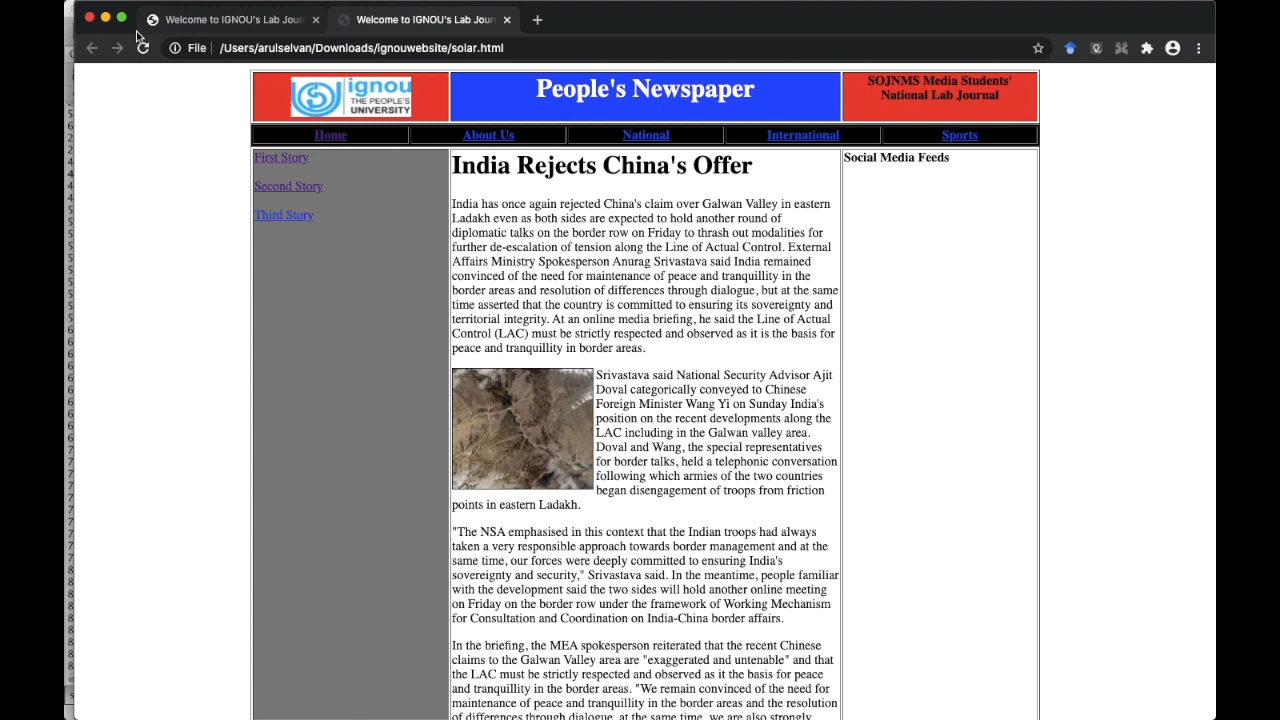 Welcome to IGNOU's Lab Jour
Welcome to IGNOU's Lab Jour
File
/Users/arulselvan/Downloads/ignouwebsite/solar.html
ignou
THE PEOPLE'S
UNIVERSITY
People's Newspaper
SOJNMS Media Students'
National Lab Journal
Home
About Us
National
International
Sports
First Story
Second Story
Third Story
India Rejects China's Offer
India has once again rejected China's claim over Galwan Valley in eastern
Ladakh even as both sides are expected to hold another round of
diplomatic talks on the border row on Friday to thrash out modalities for
further de-escalation of tension along the Line of Actual Control. External
Affairs Ministry Spokesperson Anurag Srivastava said India remained
convinced of the need for maintenance of peace and tranquillity in the
border areas and resolution of differences through dialogue, but at the same
time asserted that the country is committed to ensuring its sovereignty and
territorial integrity. At an online media briefing, he said the Line of Actual
Control (LAC) must be strictly respected and observed as it is the basis for
peace and tranquillity in border areas.
Srivastava said National Security Advisor Ajit
Doval categorically conveyed to Chinese
Foreign Minister Wang Yi on Sunday India's
position on the recent developments along the
LAC including in the Galwan valley area.
Doval and Wang, the special representatives
for border talks, held a telephonic conversation
following which armies of the two countries
began disengagement of troops from friction
points in eastern Ladakh.
"The NSA emphasised in this context that the Indian troops had always
taken a very responsible approach towards border management and at the
same time, our forces were deeply committed to ensuring India's
sovereignty and security," Srivastava said. In the meantime, people familiar
with the development said the two sides will hold another online meeting
on Friday on the border row under the framework of Working Mechanism
for Consultation and Coordination on India-China border affairs.
In the briefing, the MEA spokesperson reiterated that the recent Chinese
claims to the Galwan Valley area are "exaggerated and untenable" and that
the LAC must be strictly respected and observed as it the basis for peace
and tranquillity in the border areas. "We remain convinced of the need for
maintenance of peace and tranquillity in the border areas and the resolution
of differences through dialogue, at the same time, we are also strongly
Social Media Feeds